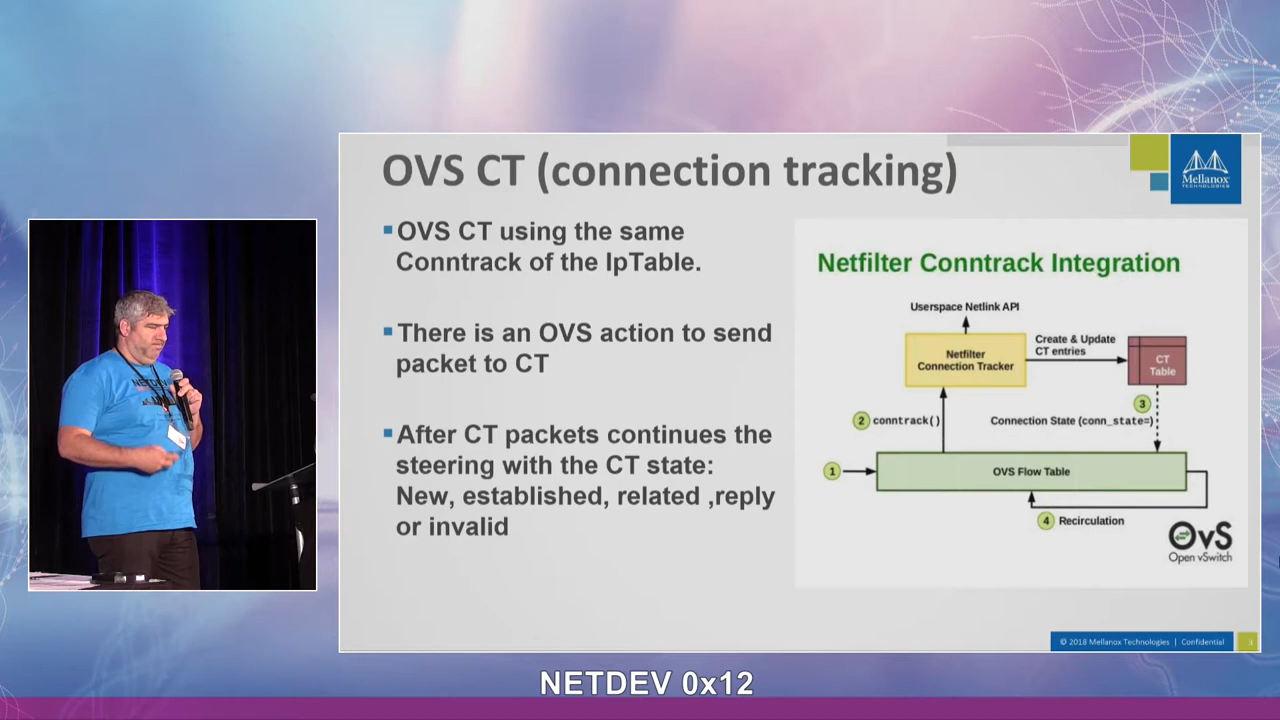 OVS CT (connection tracking)
Mellanox
TECHNOLOGIES
OVS CT using the same
Conntrack of the IpTable.
There is an OVS action to send
packet to CT
After CT packets continues the
steering with the CT state:
New, established, related ,reply
or invalid
Netfilter Conntrack Integration
Userspace Netlink API
Netfilter
Connection Tracker
Create & Update
CT entries
CT
Table
3
2 conntrack()
Connection State (conn_state=)
1
OVS Flow Table
4 Recirculation
OvS
Open vSwitch
© 2018 Mellanox Technologies | Confidential
3
NETDEV
NETDEV 0x12